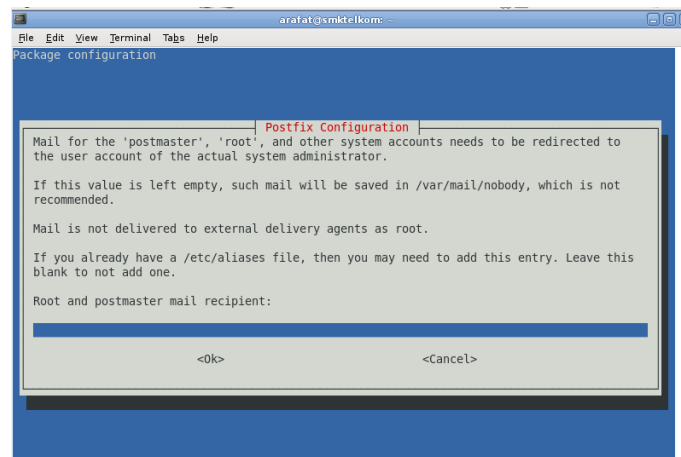 arafat@smktelkom: ~
File Edit View Terminal Tabs Help
Package configuration
Postfix Configuration
Mail for the 'postmaster', 'root', and other system accounts needs to be redirected to
the user account of the actual system administrator.
If this value is left empty, such mail will be saved in /var/mail/nobody, which is not
recommended.
Mail is not delivered to external delivery agents as root.
If you already have a /etc/aliases file, then you may need to add this entry. Leave this
blank to not add one.
Root and postmaster mail recipient:
<Ok> <Cancel>